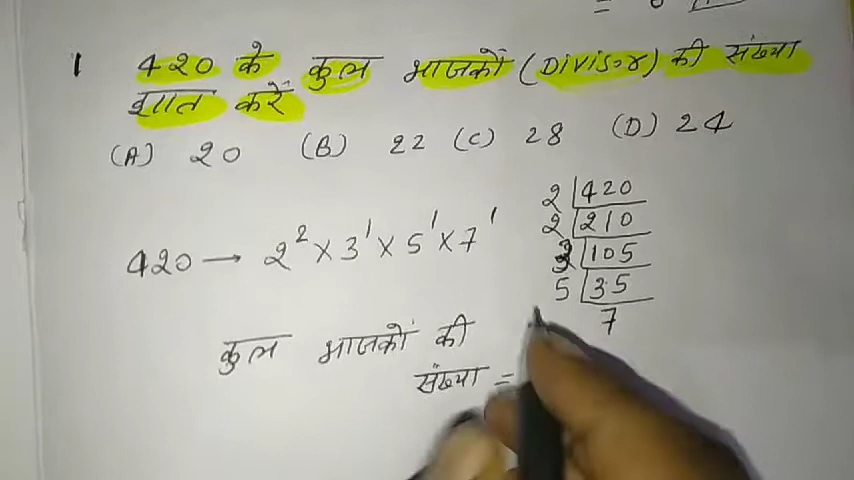 1 420 के कुल भाजकों (Divisor) की संख्या
ज्ञात करें
(A) 20 (B) 22 (C) 28 (D) 24
420 → 2² × 3¹ × 5¹ × 7¹
2 | 420
2 | 210
3 | 105
5 | 35
7
कुल भाजकों की
संख्या =